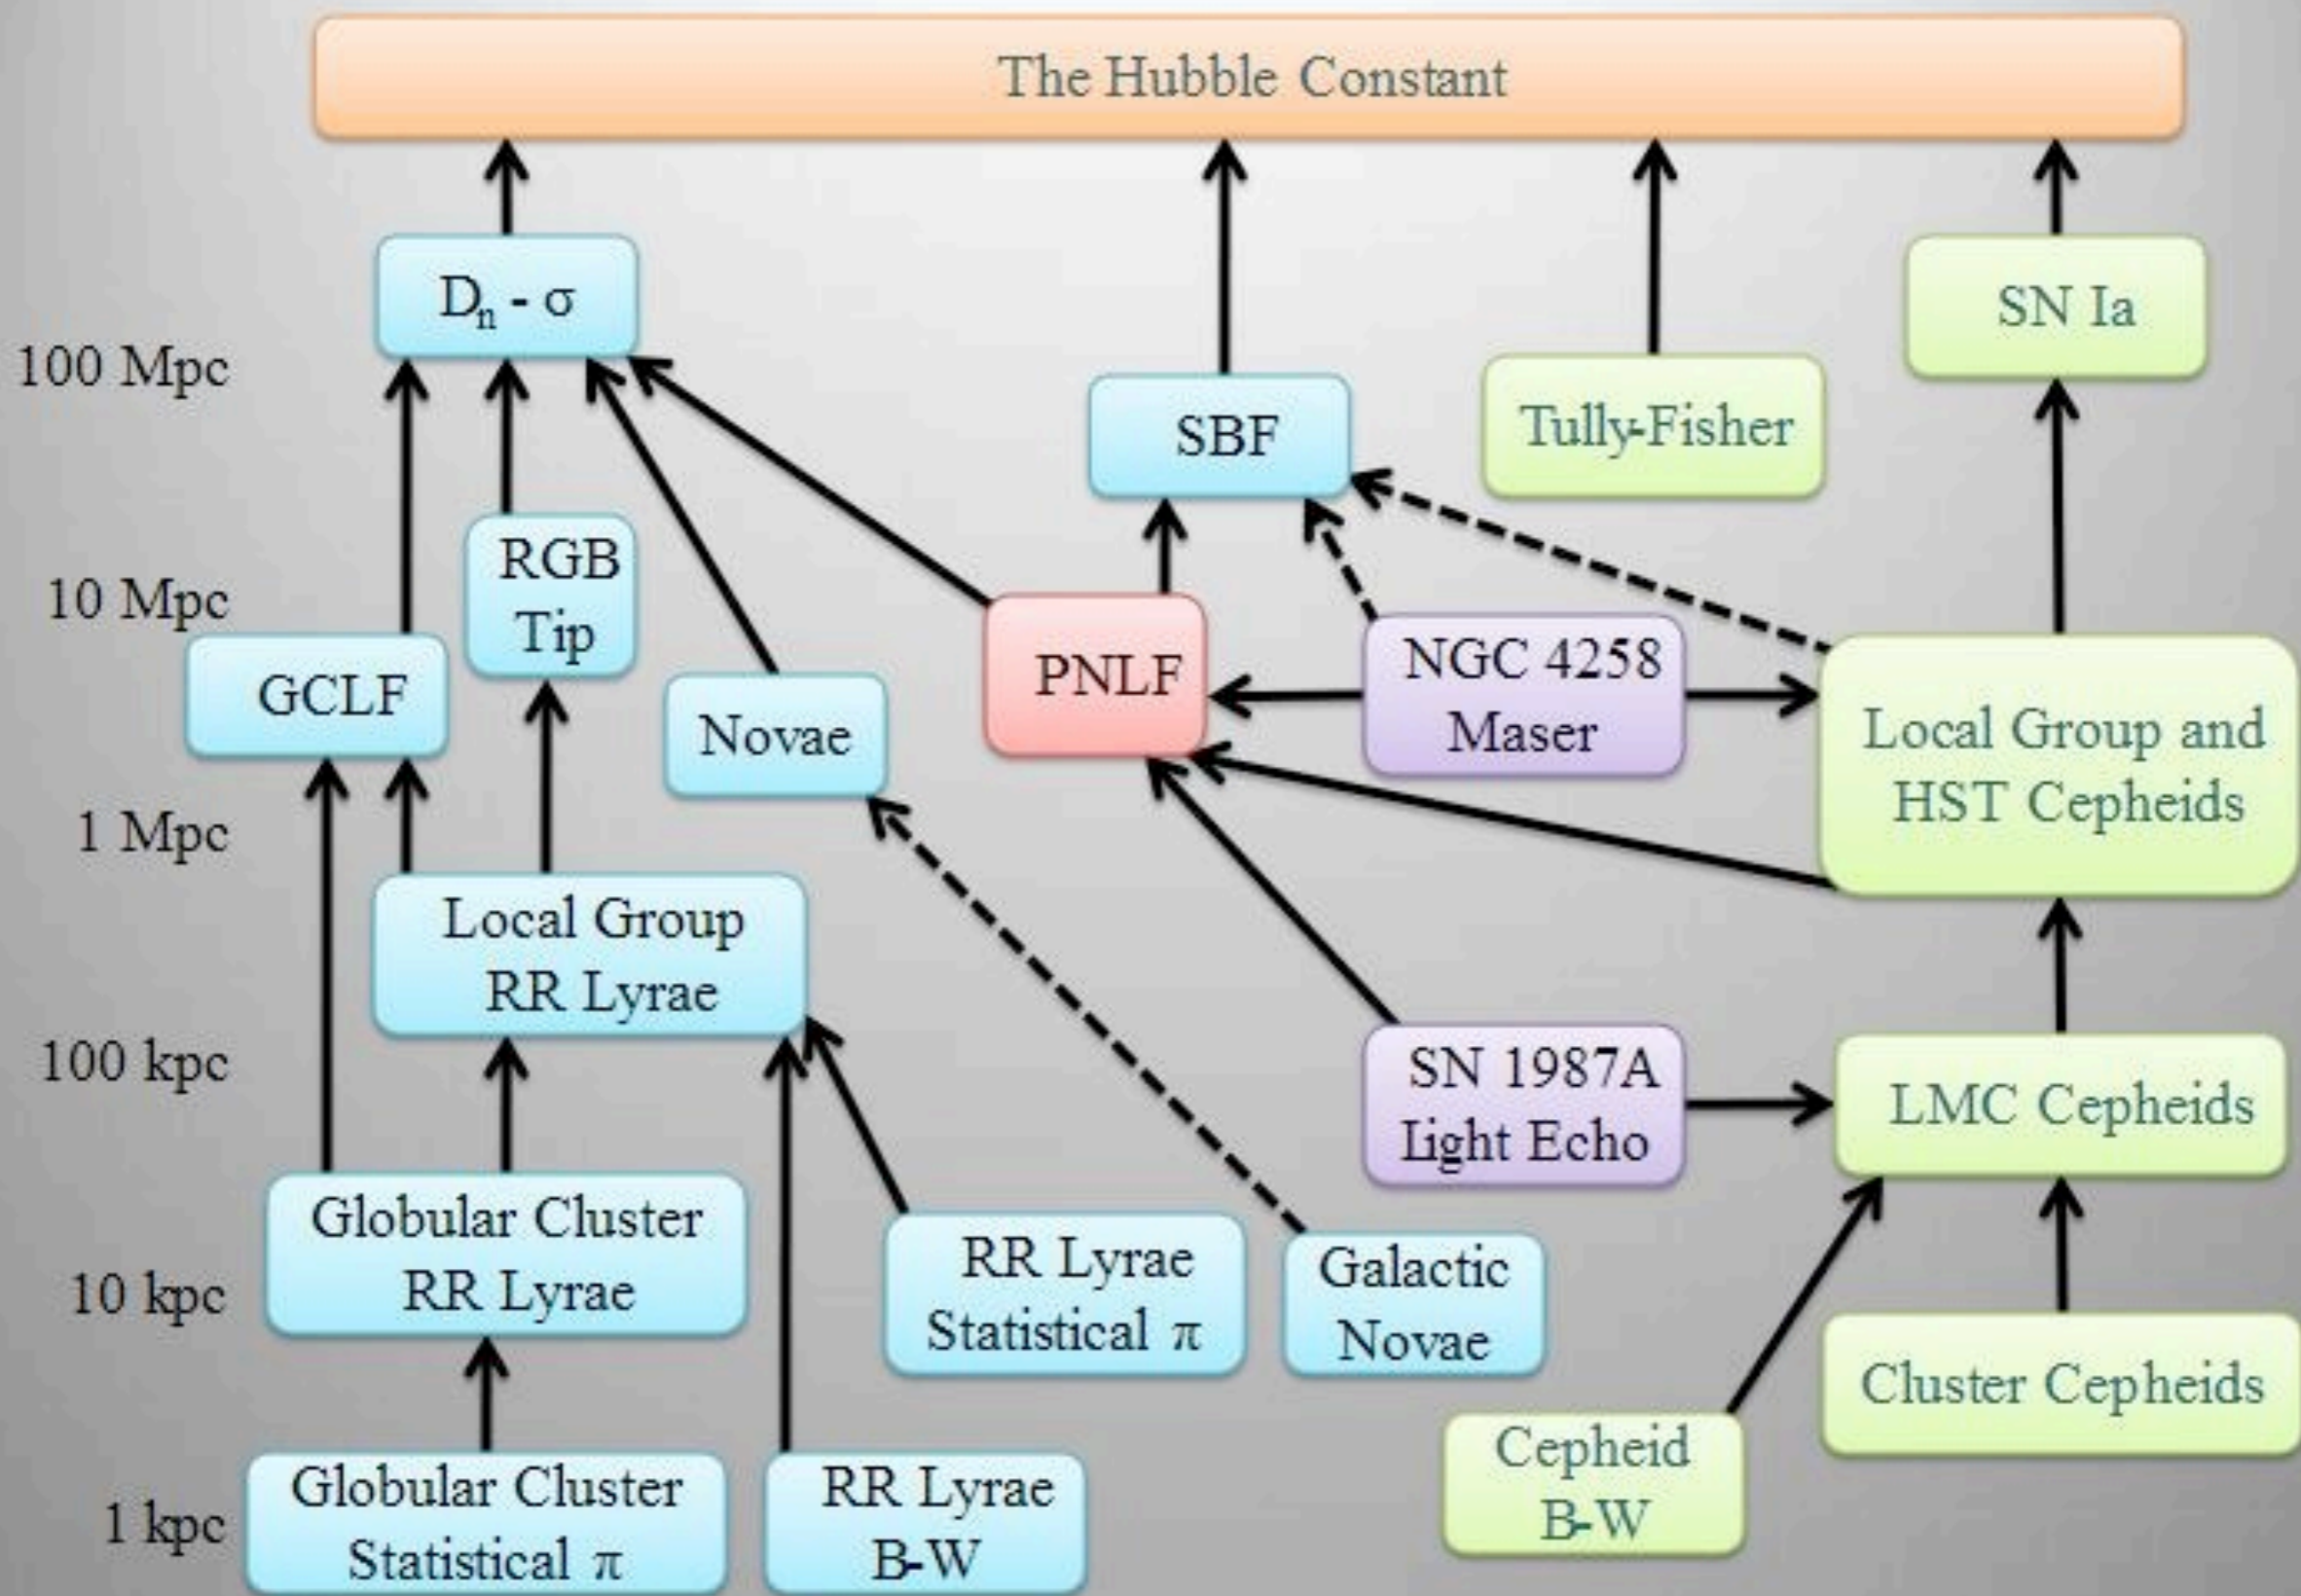 The Hubble Constant
Dn - σ
SN Ia
100 Mpc
SBF
Tully-Fisher
RGB
Tip
10 Mpc
GCLF
Novae
PNLF
NGC 4258
Maser
Local Group and
HST Cepheids
1 Mpc
Local Group
RR Lyrae
100 kpc
SN 1987A
Light Echo
LMC Cepheids
Globular Cluster
RR Lyrae
10 kpc
RR Lyrae
Statistical π
Galactic
Novae
Cluster Cepheids
Cepheid
B-W
1 kpc
Globular Cluster
Statistical π
RR Lyrae
B-W